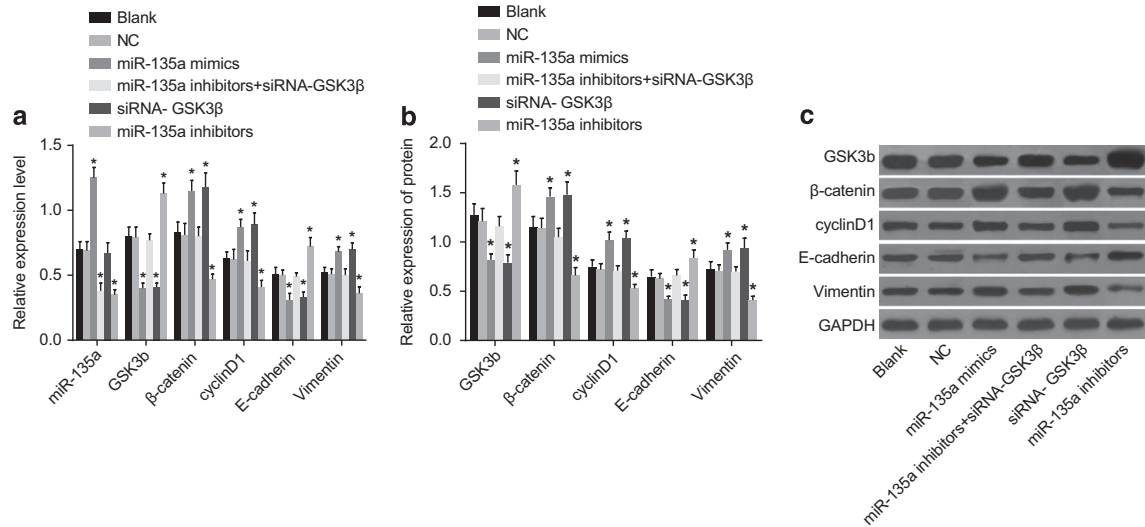 a
Blank
NC
miR-135a mimics
miR-135a inhibitors+siRNA-GSK3β
siRNA- GSK3β
miR-135a inhibitors
Relative expression level
1.5
1.0
0.5
0.0
* * * * * * * * * * * * * * * * * * * * * * *
miR-135a
GSK3b
β-catenin
cyclinD1
E-cadherin
Vimentin
b
Blank
NC
miR-135a mimics
miR-135a inhibitors+siRNA-GSK3β
siRNA- GSK3β
miR-135a inhibitors
Relative expression of protein
2.0
1.5
1.0
0.5
0.0
* * * * * * * * * * * * * * *
GSK3b
β-catenin
cyclinD1
E-cadherin
Vimentin
c
GSK3b
β-catenin
cyclinD1
E-cadherin
Vimentin
GAPDH
Blank
NC
miR-135a mimics
miR-135a inhibitors+siRNA-GSK3β
siRNA- GSK3β
miR-135a inhibitors